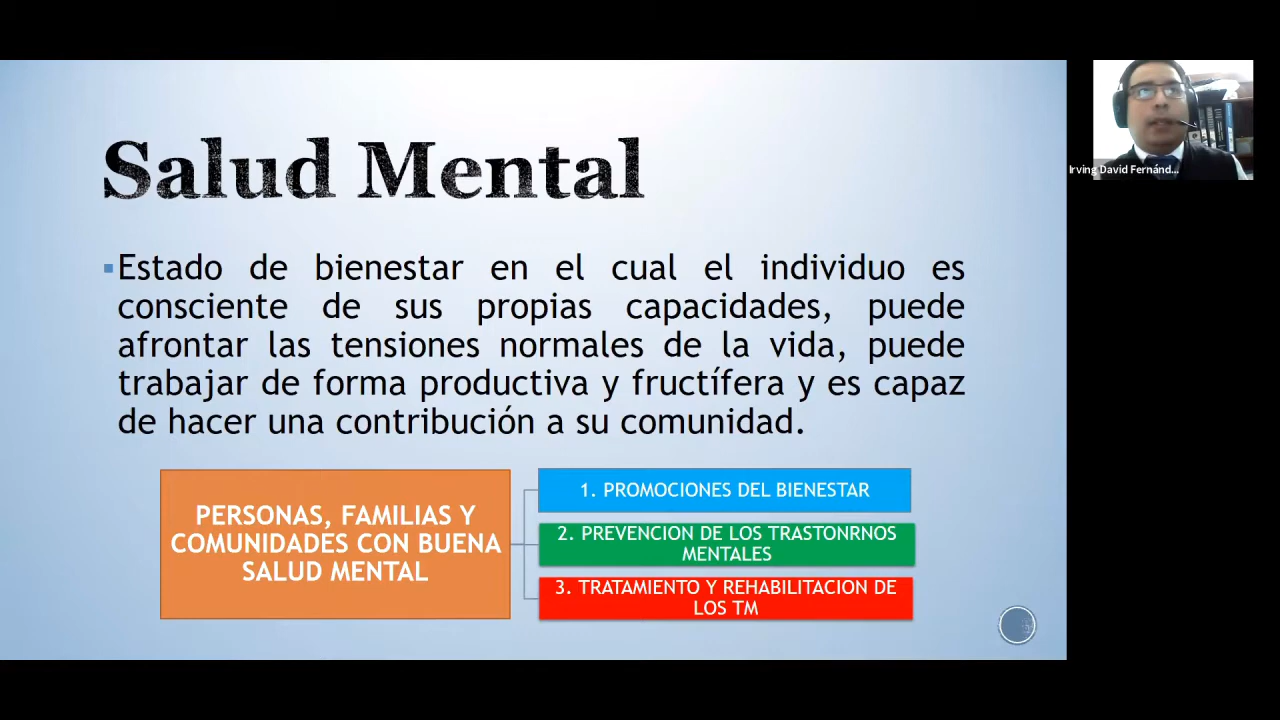 Salud Mental
Estado de bienestar en el cual el individuo es
consciente de sus propias capacidades, puede
afrontar las tensiones normales de la vida, puede
trabajar de forma productiva y fructífera y es capaz
de hacer una contribución a su comunidad.
PERSONAS, FAMILIAS Y
COMUNIDADES CON BUENA
SALUD MENTAL
1. PROMOCIONES DEL BIENESTAR
2. PREVENCION DE LOS TRASTONRNOS
MENTALES
3. TRATAMIENTO Y REHABILITACION DE
LOS TM
Irving David Fernánd...